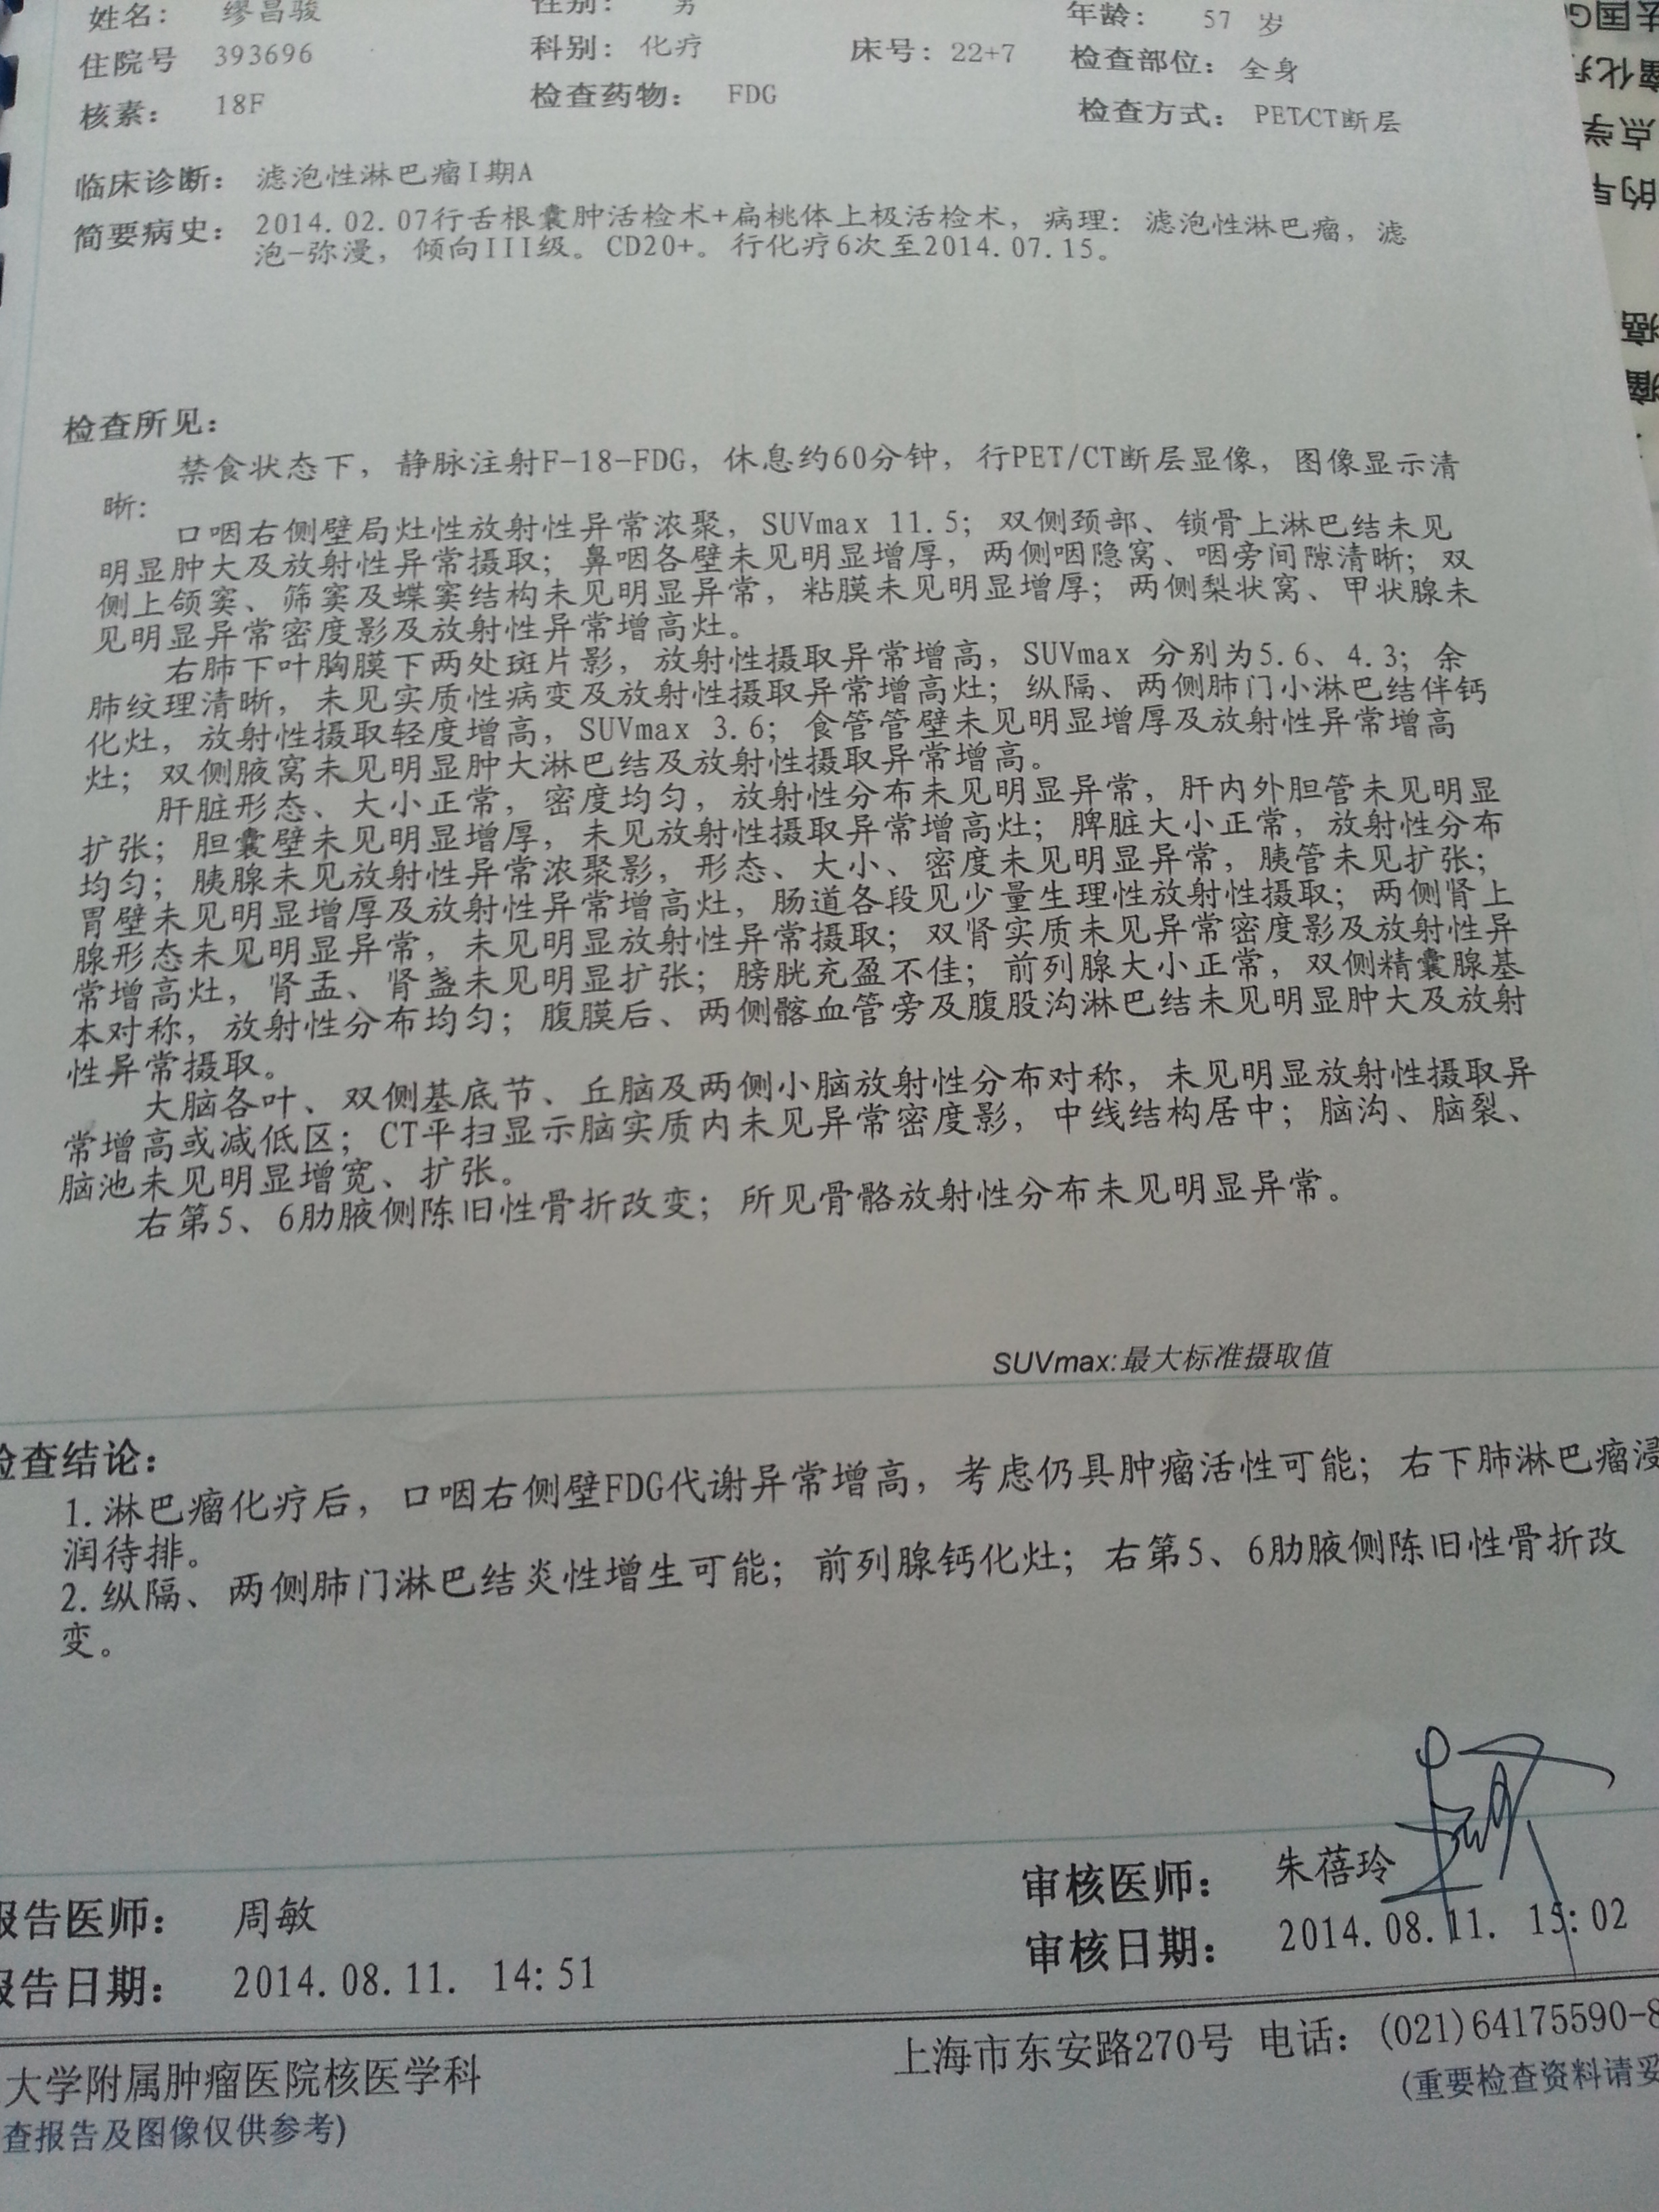 姓名： 缪昌骏 性别： 男 年龄： 57 岁
住院号 393696 科别： 化疗 床号：22+7 检查部位： 全身
核素： 18F 检查药物： FDG 检查方式： PET/CT断层
临床诊断： 滤泡性淋巴瘤I期A
简要病史： 2014.02.07行舌根囊肿活检术+扁桃体上极活检术，病理：滤泡性淋巴瘤，滤
泡-弥漫，倾向III级。CD20+。行化疗6次至2014.07.15。
检查所见：
禁食状态下，静脉注射F-18-FDG，休息约60分钟，行PET/CT断层显像，图像显示清
晰：
口咽右侧壁局灶性放射性异常浓聚，SUVmax 11.5；双侧颈部、锁骨上淋巴结未见
明显肿大及放射性异常摄取；鼻咽各壁未见明显增厚，两侧咽隐窝、咽旁间隙清晰；双
侧上颌窦、筛窦及蝶窦结构未见明显异常，粘膜未见明显增厚；两侧梨状窝、甲状腺未
见明显异常密度影及放射性异常增高灶。
右肺下叶胸膜下两处斑片影，放射性摄取异常增高，SUVmax 分别为5.6、4.3；余
肺纹理清晰，未见实质性病变及放射性摄取异常增高灶；纵隔、两侧肺门小淋巴结伴钙
化灶，放射性摄取轻度增高，SUVmax 3.6；食管管壁未见明显增厚及放射性异常增高
灶；双侧腋窝未见明显肿大淋巴结及放射性摄取异常增高。
肝脏形态、大小正常，密度均匀，放射性分布未见明显异常，肝内外胆管未见明显
扩张；胆囊壁未见明显增厚，未见放射性摄取异常增高灶；脾脏大小正常，放射性分布
均匀；胰腺未见放射性异常浓聚影，形态、大小、密度未见明显异常，胰管未见扩张；
胃壁未见明显增厚及放射性异常增高灶，肠道各段见少量生理性放射性摄取；两侧肾上
腺形态未见明显异常，未见明显放射性异常摄取；双肾实质未见异常密度影及放射性异
常增高灶，肾盂、肾盏未见明显扩张；膀胱充盈不佳；前列腺大小正常，双侧精囊腺基
本对称，放射性分布均匀；腹膜后、两侧髂血管旁及腹股沟淋巴结未见明显肿大及放射
性异常摄取。
大脑各叶、双侧基底节、丘脑及两侧小脑放射性分布对称，未见明显放射性摄取异
常增高或减低区；CT平扫显示脑实质内未见异常密度影，中线结构居中；脑沟、脑裂、
脑池未见明显增宽、扩张。
右第5、6肋腋侧陈旧性骨折改变；所见骨骼放射性分布未见明显异常。
SUVmax:最大标准摄取值
检查结论：
1.淋巴瘤化疗后，口咽右侧壁FDG代谢异常增高，考虑仍具肿瘤活性可能；右下肺淋巴瘤浸
润待排。
2.纵隔、两侧肺门淋巴结炎性增生可能；前列腺钙化灶；右第5、6肋腋侧陈旧性骨折改
变。
报告医师： 周敏 审核医师： 朱蓓玲
报告日期： 2014.08.11. 14:51 审核日期： 2014.08.11. 15:02
大学附属肿瘤医院核医学科 上海市东安路270号 电话：(021)64175590-8
查报告及图像仅供参考) (重要检查资料请妥